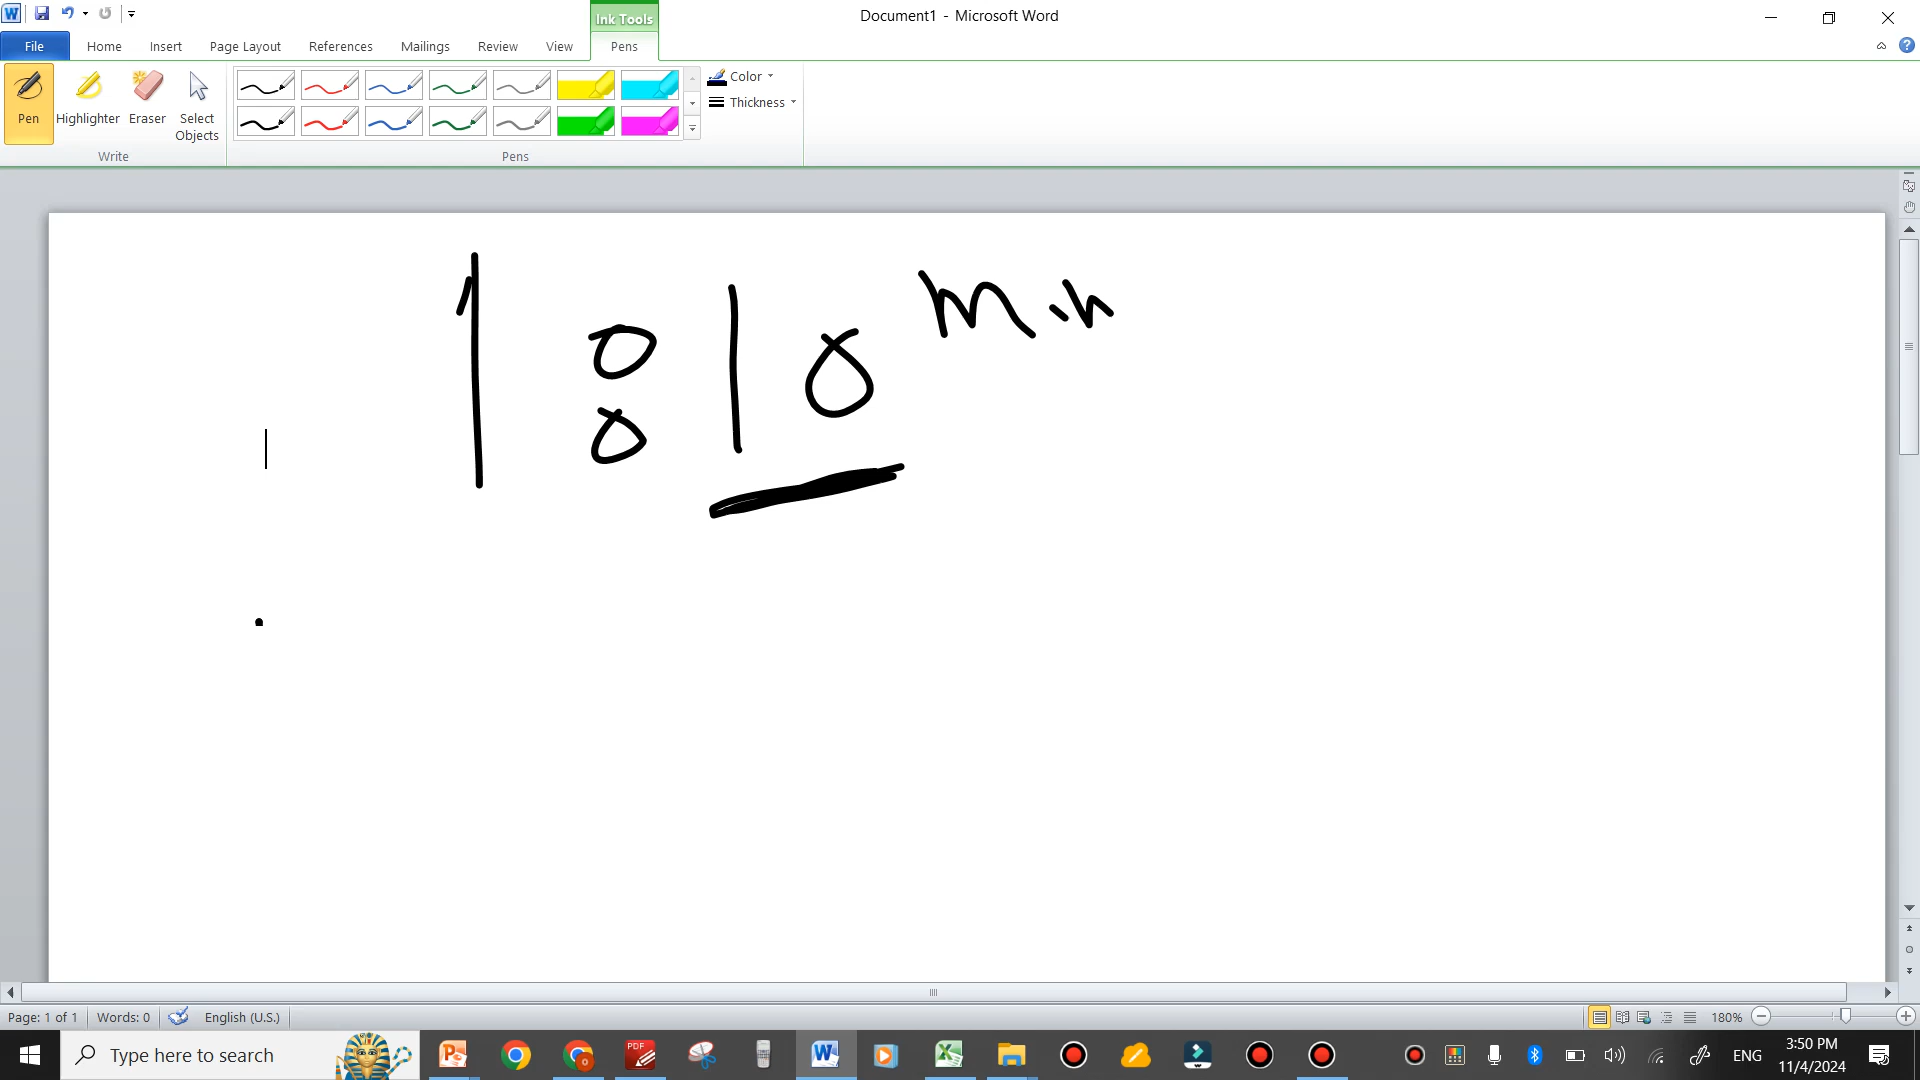 Document1 - Microsoft Word
Ink Tools
File Home Insert Page Layout References Mailings Review View Pens
Pen Highlighter Eraser Select Objects
Color
Thickness
Write Pens
1 : 10 min
Page: 1 of 1 Words: 0 English (U.S.) 180%
Type here to search
PDF
ENG
3:50 PM
11/4/2024